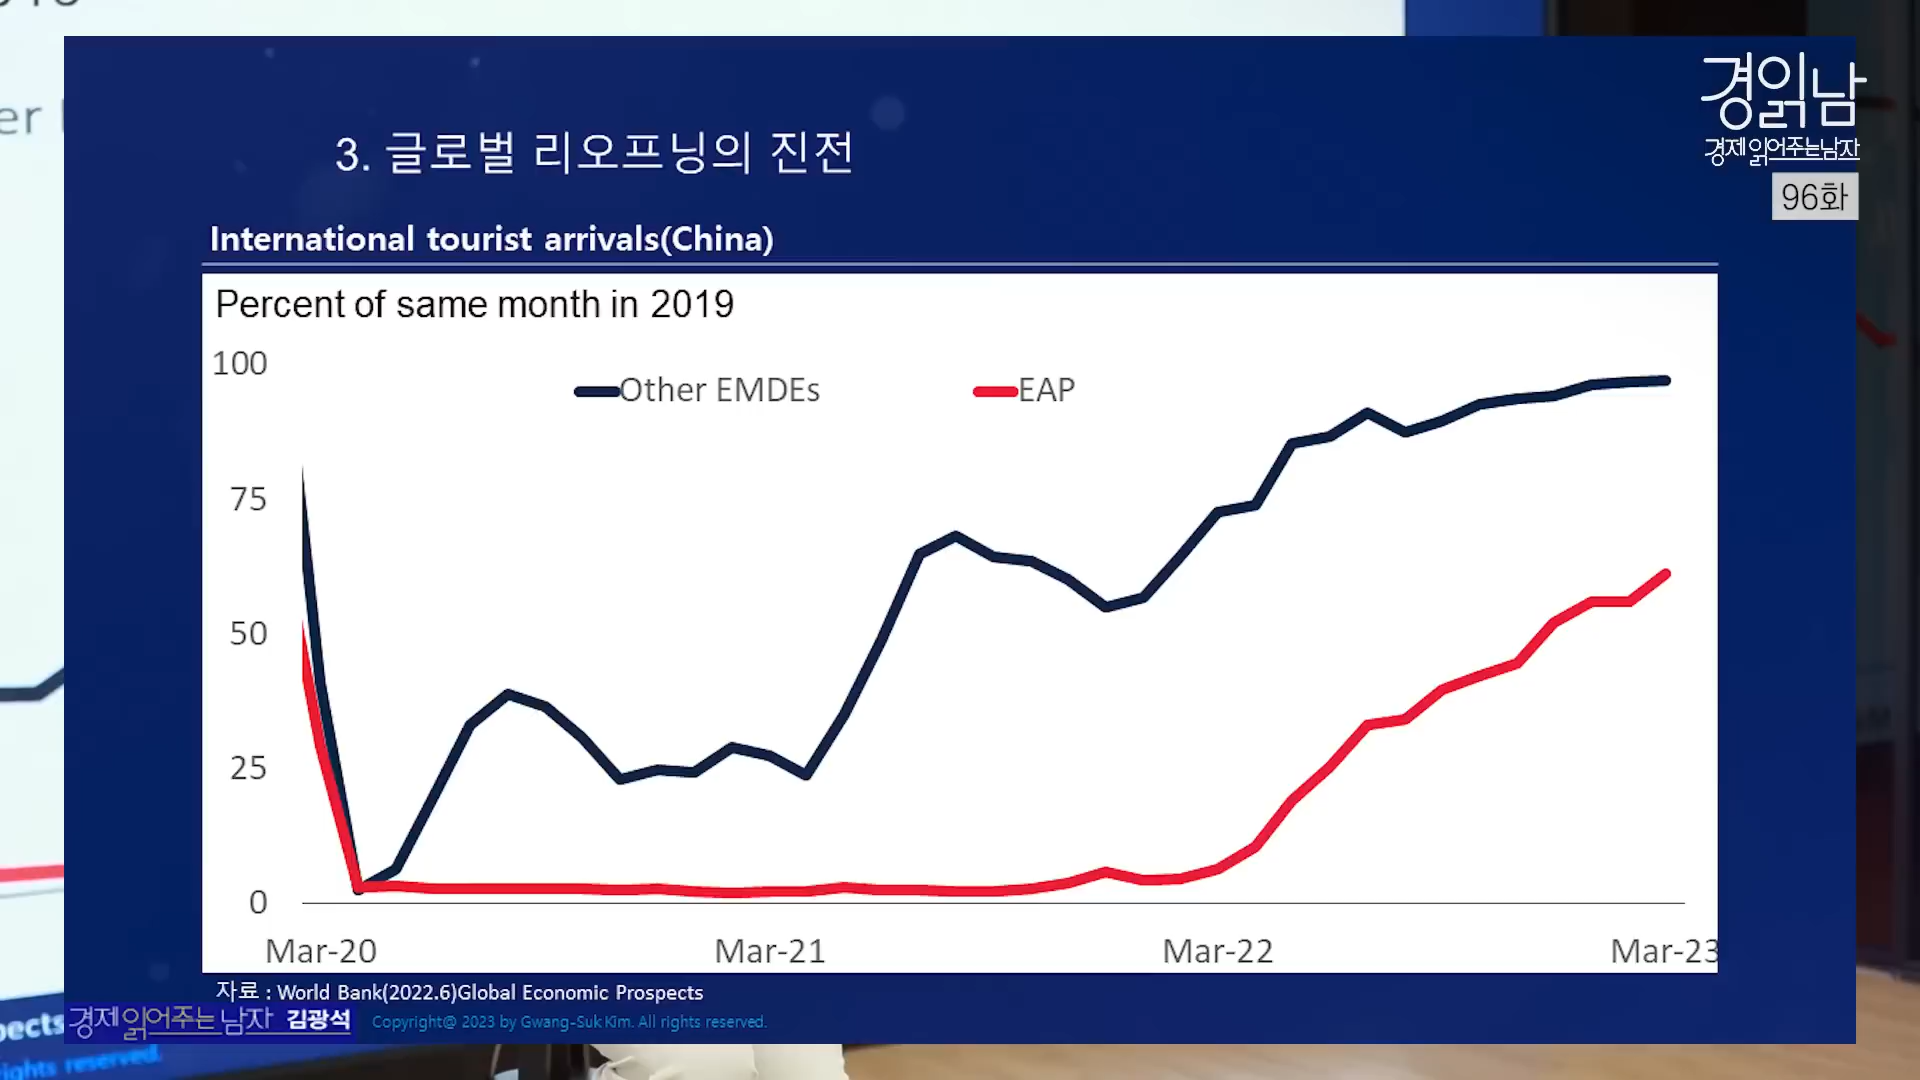 경읽남
경제 읽어주는남자
96화
er
3. 글로벌 리오프닝의 진전
International tourist arrivals(China)
Percent of same month in 2019
100
Other EMDEs
EAP
75
50
25
0
Mar-20
Mar-21
Mar-22
Mar-23
자료 : World Bank(2022.6)Global Economic Prospects
pects
경제읽어주는남자 김광석
Copyright@ 2023 by Gwang-Suk Kim. All rights reserved.
ights reserved.